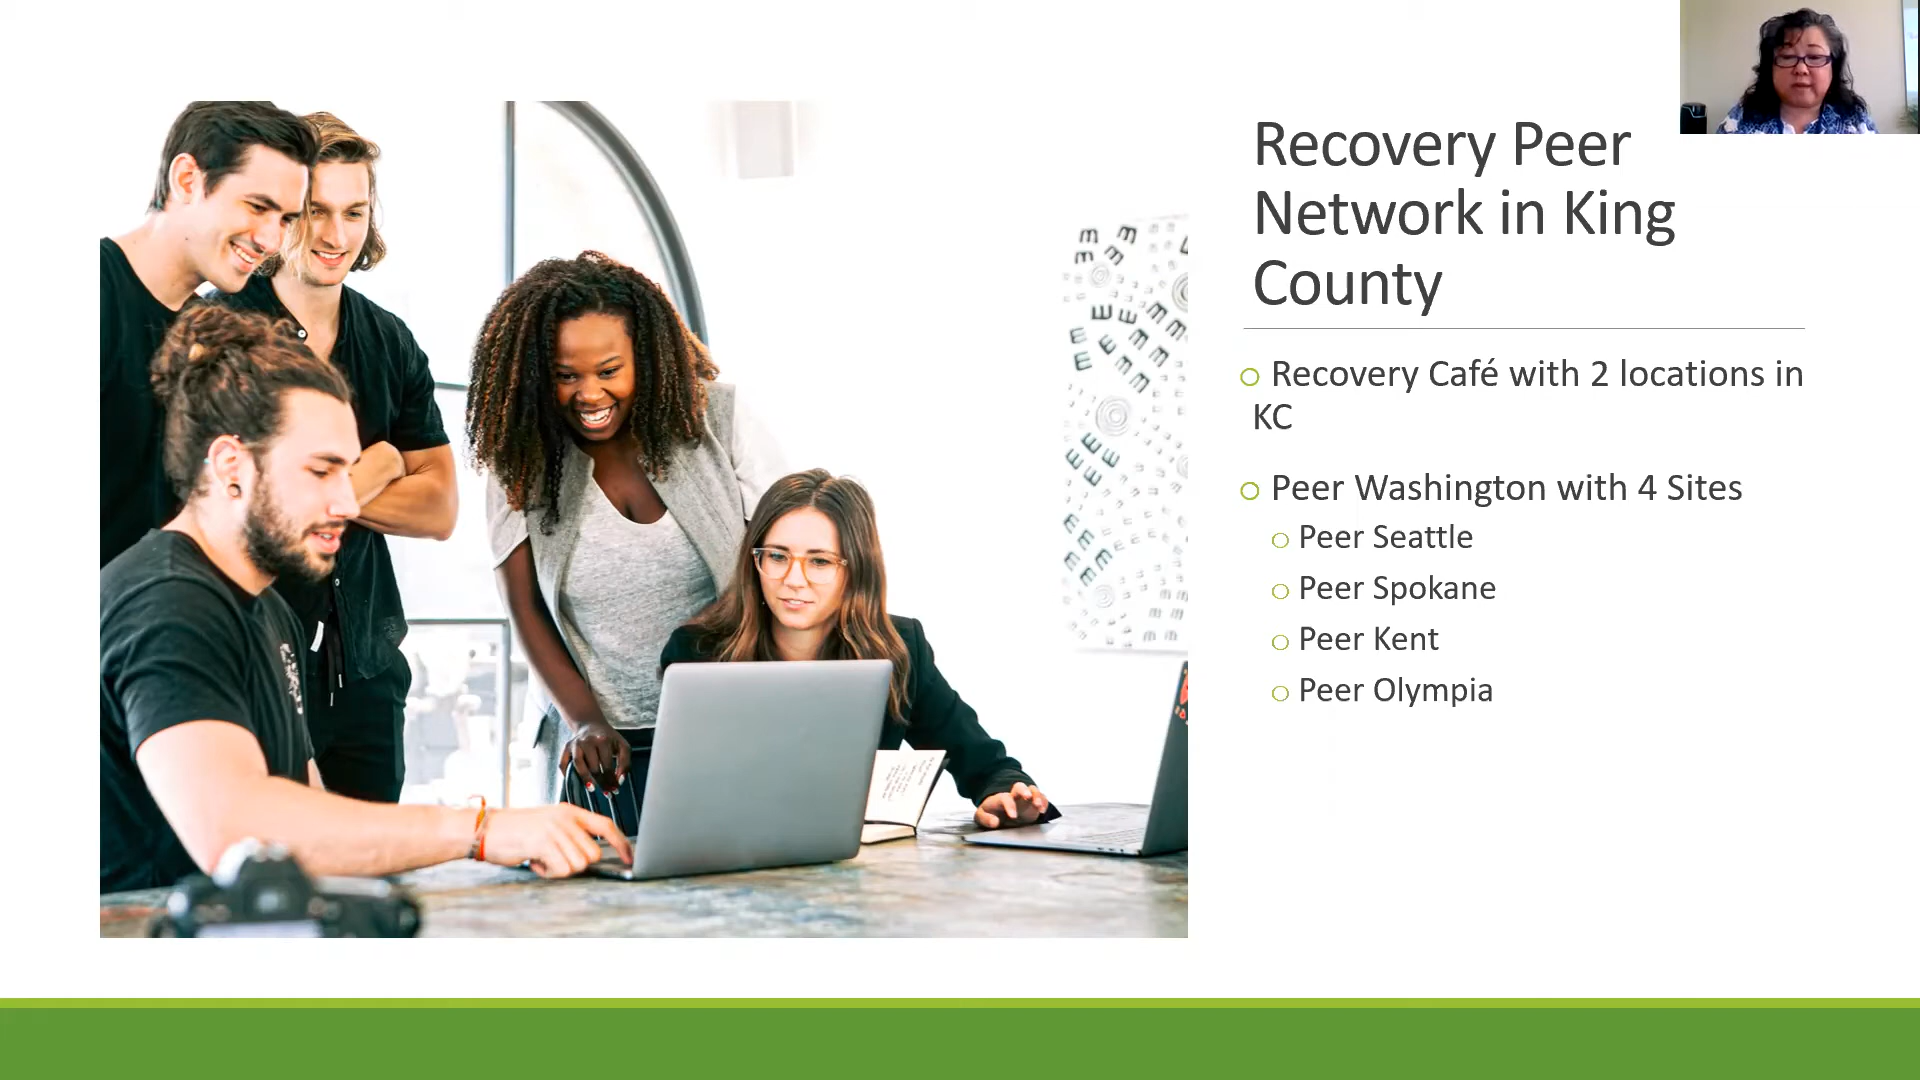 Recovery Peer
Network in King
County
Recovery Café with 2 locations in
KC
Peer Washington with 4 Sites
Peer Seattle
Peer Spokane
Peer Kent
Peer Olympia